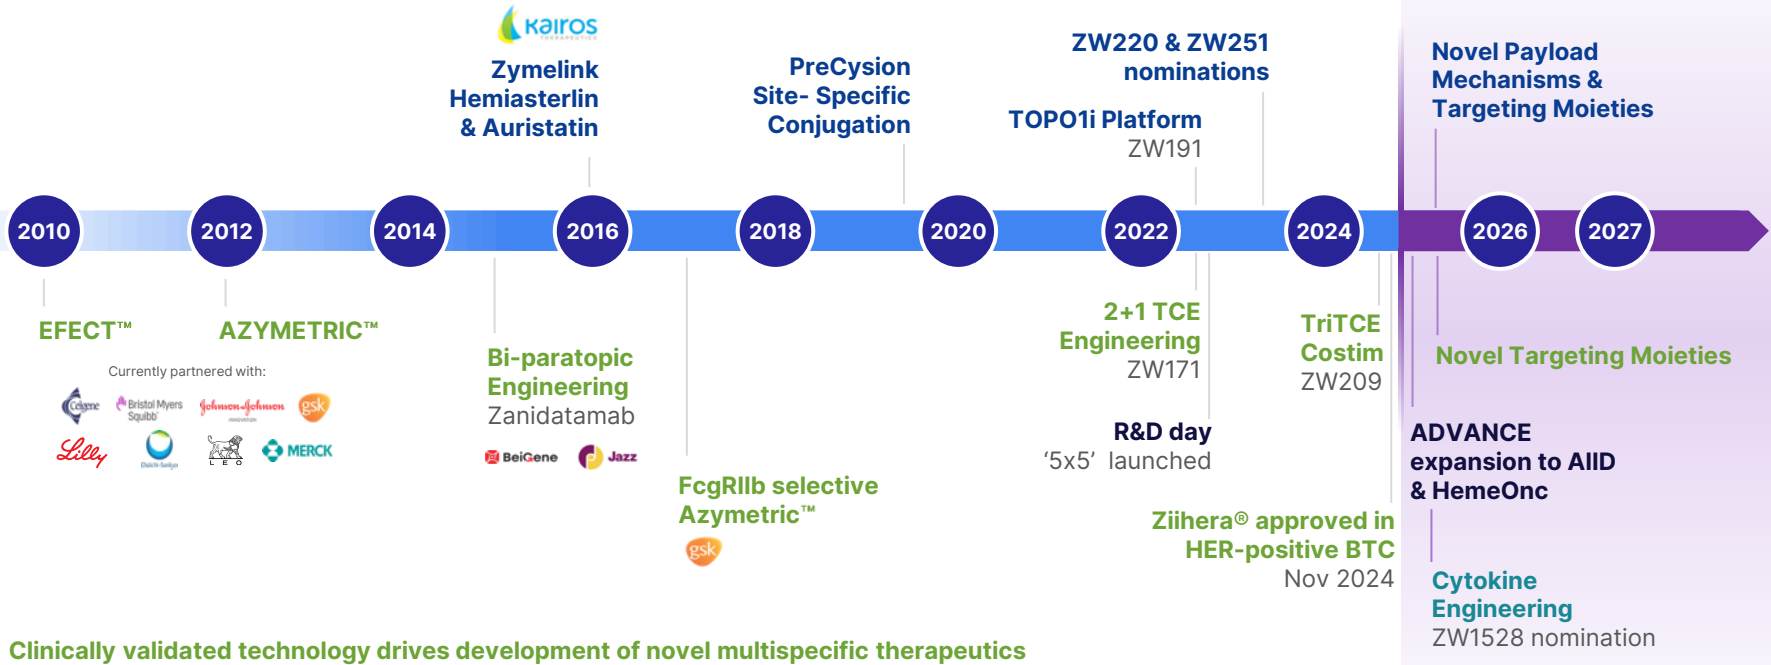 Kairos
THERAPEUTICS
Zymelink
Hemiasterlin
& Auristatin
PreCysion
Site- Specific
Conjugation
ZW220 & ZW251
nominations
TOPO1i Platform
ZW191
Novel Payload
Mechanisms &
Targeting Moieties
2010
2012
2014
2016
2018
2020
2022
2024
2026
2027
EFECT™
AZYMETRIC™
Currently partnered with:
Celgene
Bristol Myers
Squibb
Johnson & Johnson
INNOVATION
gsk
Lilly
Daiichi-Sankyo
LEO
MERCK
Bi-paratopic
Engineering
Zanidatamab
BeiGene
Jazz
FcgRIIb selective
Azymetric™
gsk
2+1 TCE
Engineering
ZW171
R&D day
‘5x5’ launched
TriTCE
Costim
ZW209
Ziihera® approved in
HER-positive BTC
Nov 2024
Novel Targeting Moieties
ADVANCE
expansion to AIID
& HemeOnc
Cytokine
Engineering
ZW1528 nomination
Clinically validated technology drives development of novel multispecific therapeutics